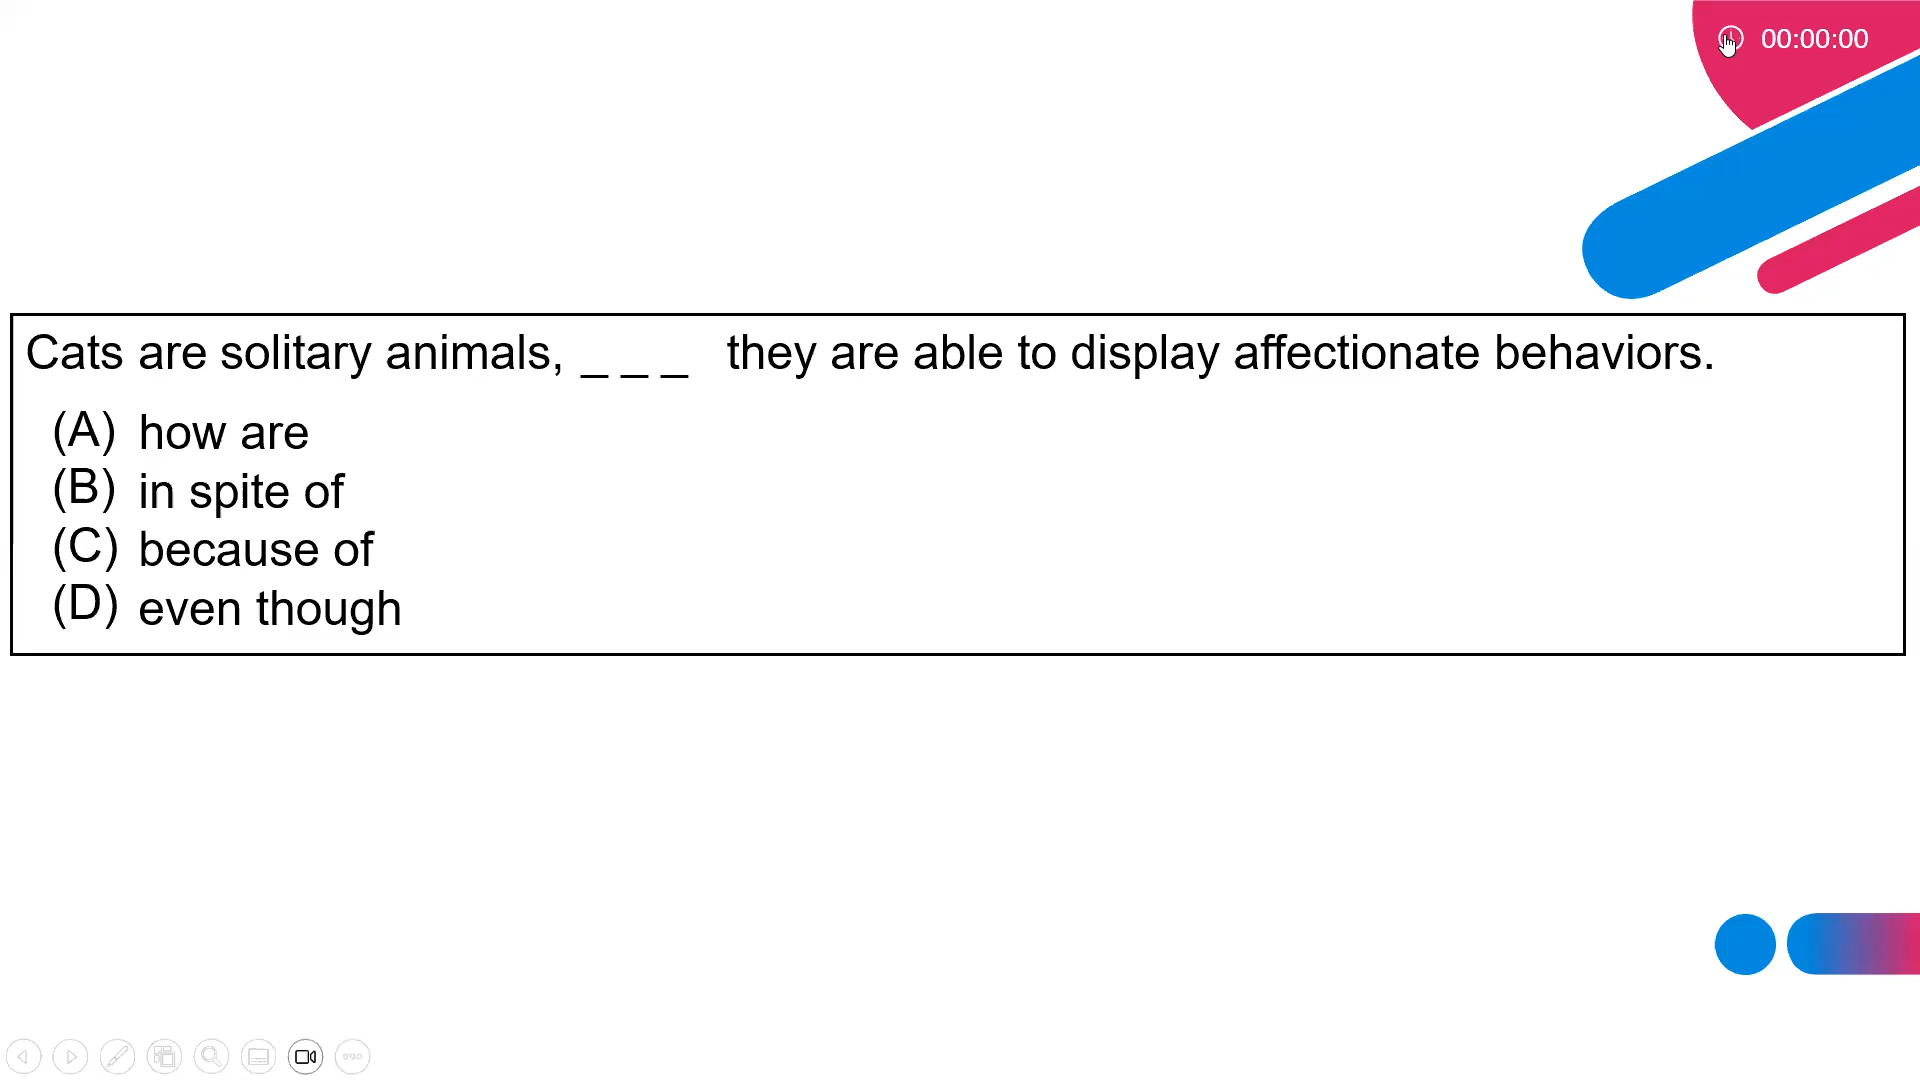 00:00:00
Cats are solitary animals, _ _ _ they are able to display affectionate behaviors.
(A) how are
(B) in spite of
(C) because of
(D) even though